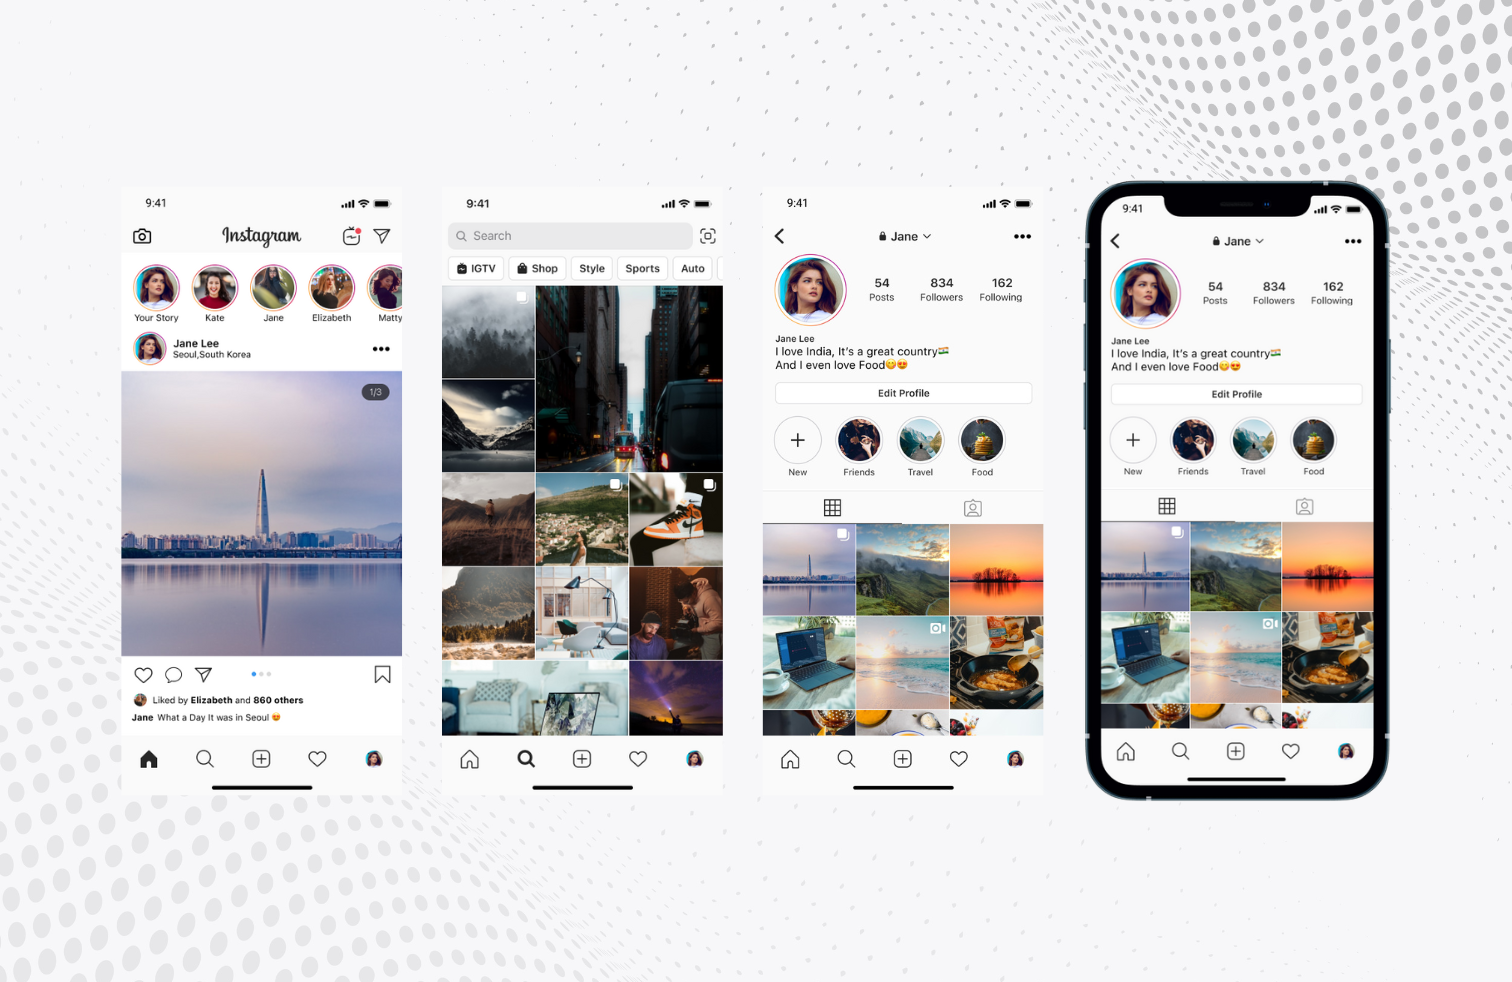 9:41
Instagram
Your Story
Kate
Jane
Elizabeth
Matty
Jane Lee
Seoul,South Korea
1/3
Liked by Elizabeth and 860 others
Jane What a Day It was in Seoul 😍
9:41
Search
IGTV
Shop
Style
Sports
Auto
9:41
Jane
54 834 162
Posts Followers Following
Jane Lee
I love India, It's a great country🇮🇳
And I even love Food😋😍
Edit Profile
New
Friends
Travel
Food
9:41
Jane
54 834 162
Posts Followers Following
Jane Lee
I love India, It's a great country🇮🇳
And I even love Food😋😍
Edit Profile
New
Friends
Travel
Food